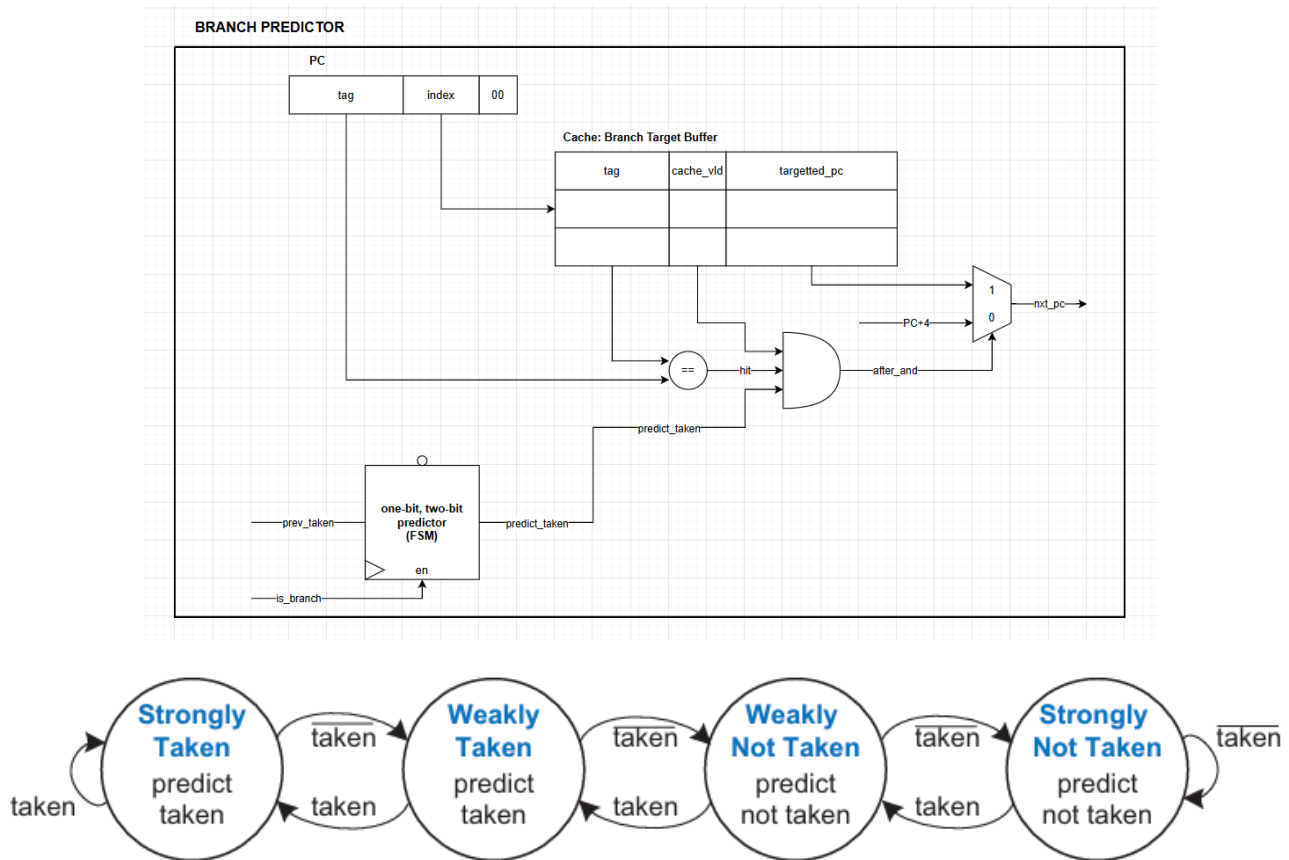 BRANCH PREDICTOR
PC
tag
index
00
Cache: Branch Target Buffer
tag
cache_vld
targetted_pc
1
0
nxt_pc
PC+4
==
hit
after_and
predict_taken
one-bit, two-bit
predictor
(FSM)
prev_taken
predict_taken
en
is_branch
Strongly
Taken
predict
taken
taken
taken
taken
Weakly
Taken
predict
taken
taken
taken
Weakly
Not Taken
predict
not taken
taken
taken
Strongly
Not Taken
predict
not taken
taken